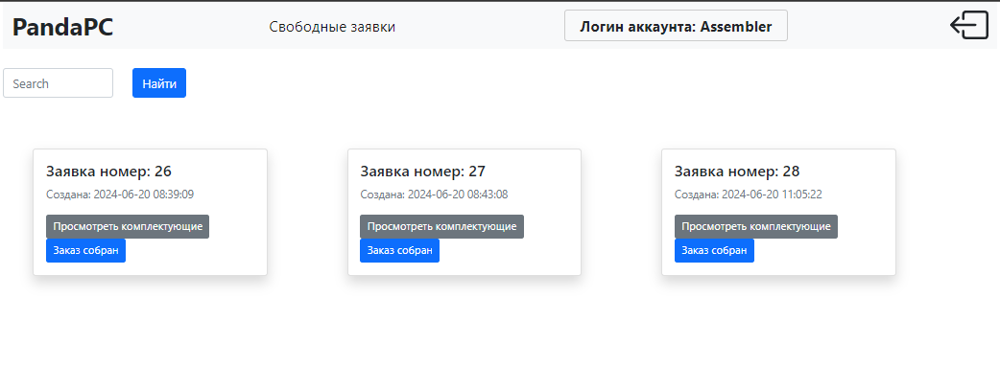 PandaPC
Свободные заявки
Логин аккаунта: Assembler
Search
Найти
Заявка номер: 26
Создана: 2024-06-20 08:39:09
Просмотреть комплектующие
Заказ собран
Заявка номер: 27
Создана: 2024-06-20 08:43:08
Просмотреть комплектующие
Заказ собран
Заявка номер: 28
Создана: 2024-06-20 11:05:22
Просмотреть комплектующие
Заказ собран